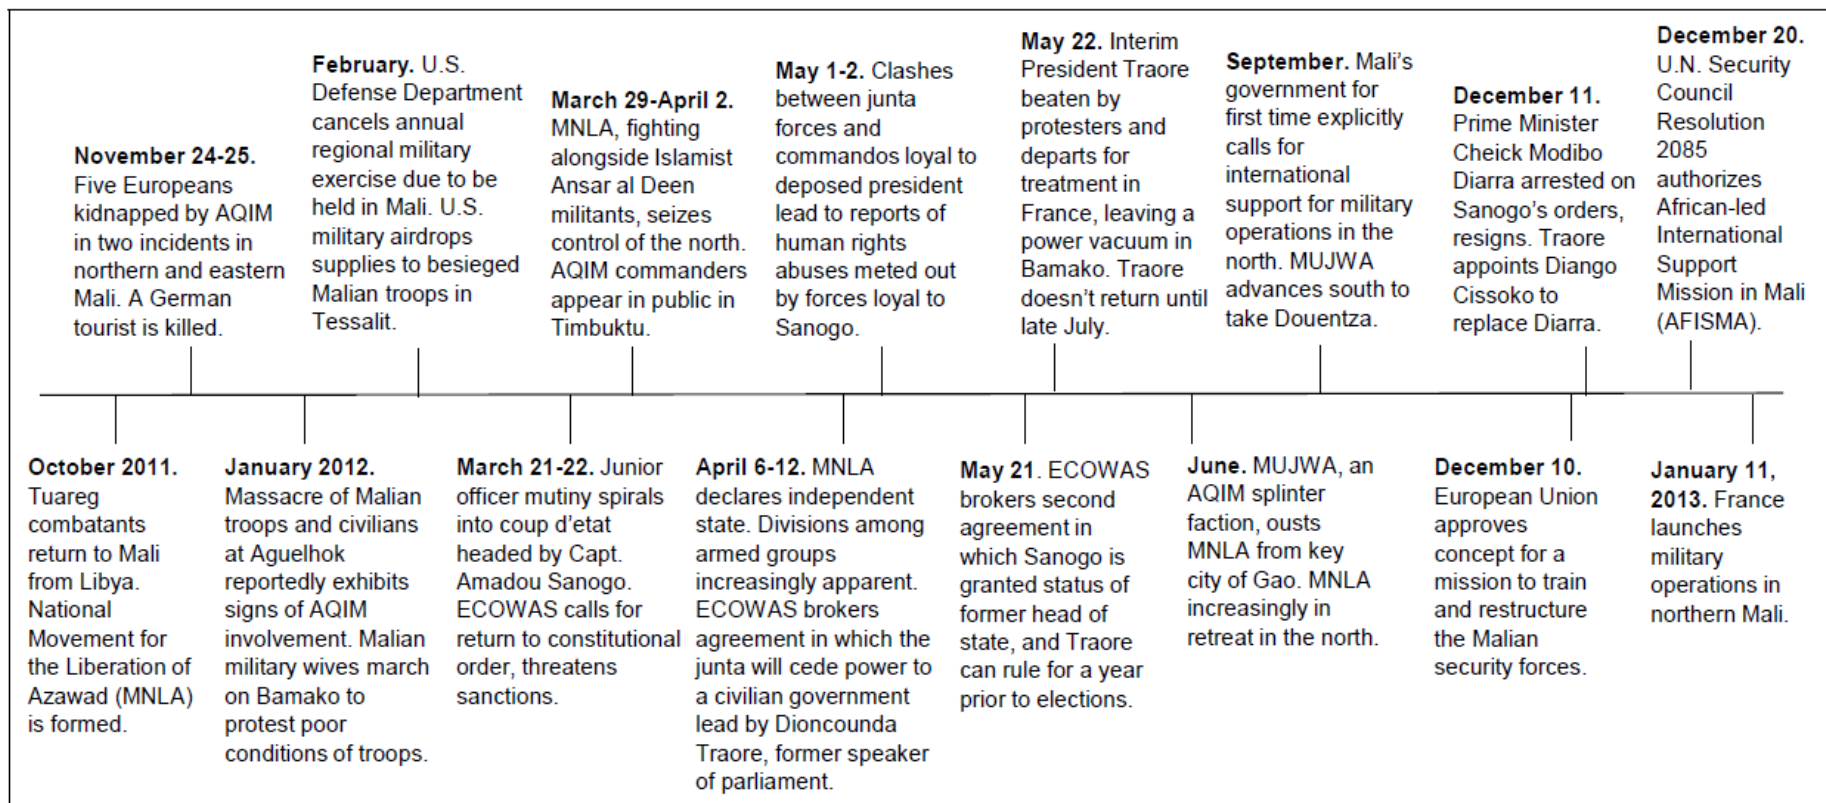 November 24-25.
Five Europeans
kidnapped by AQIM
in two incidents in
northern and eastern
Mali. A German
tourist is killed.
February. U.S.
Defense Department
cancels annual
regional military
exercise due to be
held in Mali. U.S.
military airdrops
supplies to besieged
Malian troops in
Tessalit.
March 29-April 2.
MNLA, fighting
alongside Islamist
Ansar al Deen
militants, seizes
control of the north.
AQIM commanders
appear in public in
Timbuktu.
May 1-2. Clashes
between junta
forces and
commandos loyal to
deposed president
lead to reports of
human rights
abuses meted out
by forces loyal to
Sanogo.
May 22. Interim
President Traore
beaten by
protesters and
departs for
treatment in
France, leaving a
power vacuum in
Bamako. Traore
doesn't return until
late July.
September. Mali's
government for
first time explicitly
calls for
international
support for military
operations in the
north. MUJWA
advances south to
take Douentza.
December 11.
Prime Minister
Cheick Modibo
Diarra arrested on
Sanogo's orders,
resigns. Traore
appoints Diango
Cissoko to
replace Diarra.
December 20.
U.N. Security
Council
Resolution
2085
authorizes
African-led
International
Support
Mission in Mali
(AFISMA).
October 2011.
Tuareg
combatants
return to Mali
from Libya.
National
Movement for
the Liberation of
Azawad (MNLA)
is formed.
January 2012.
Massacre of Malian
troops and civilians
at Aguelhok
reportedly exhibits
signs of AQIM
involvement. Malian
military wives march
on Bamako to
protest poor
conditions of troops.
March 21-22. Junior
officer mutiny spirals
into coup d'etat
headed by Capt.
Amadou Sanogo.
ECOWAS calls for
return to constitutional
order, threatens
sanctions.
April 6-12. MNLA
declares independent
state. Divisions among
armed groups
increasingly apparent.
ECOWAS brokers
agreement in which the
junta will cede power to
a civilian government
lead by Dioncounda
Traore, former speaker
of parliament.
May 21. ECOWAS
brokers second
agreement in
which Sanogo is
granted status of
former head of
state, and Traore
can rule for a year
prior to elections.
June. MUJWA, an
AQIM splinter
faction, ousts
MNLA from key
city of Gao. MNLA
increasingly in
retreat in the north.
December 10.
European Union
approves
concept for a
mission to train
and restructure
the Malian
security forces.
January 11,
2013. France
launches
military
operations in
northern Mali.